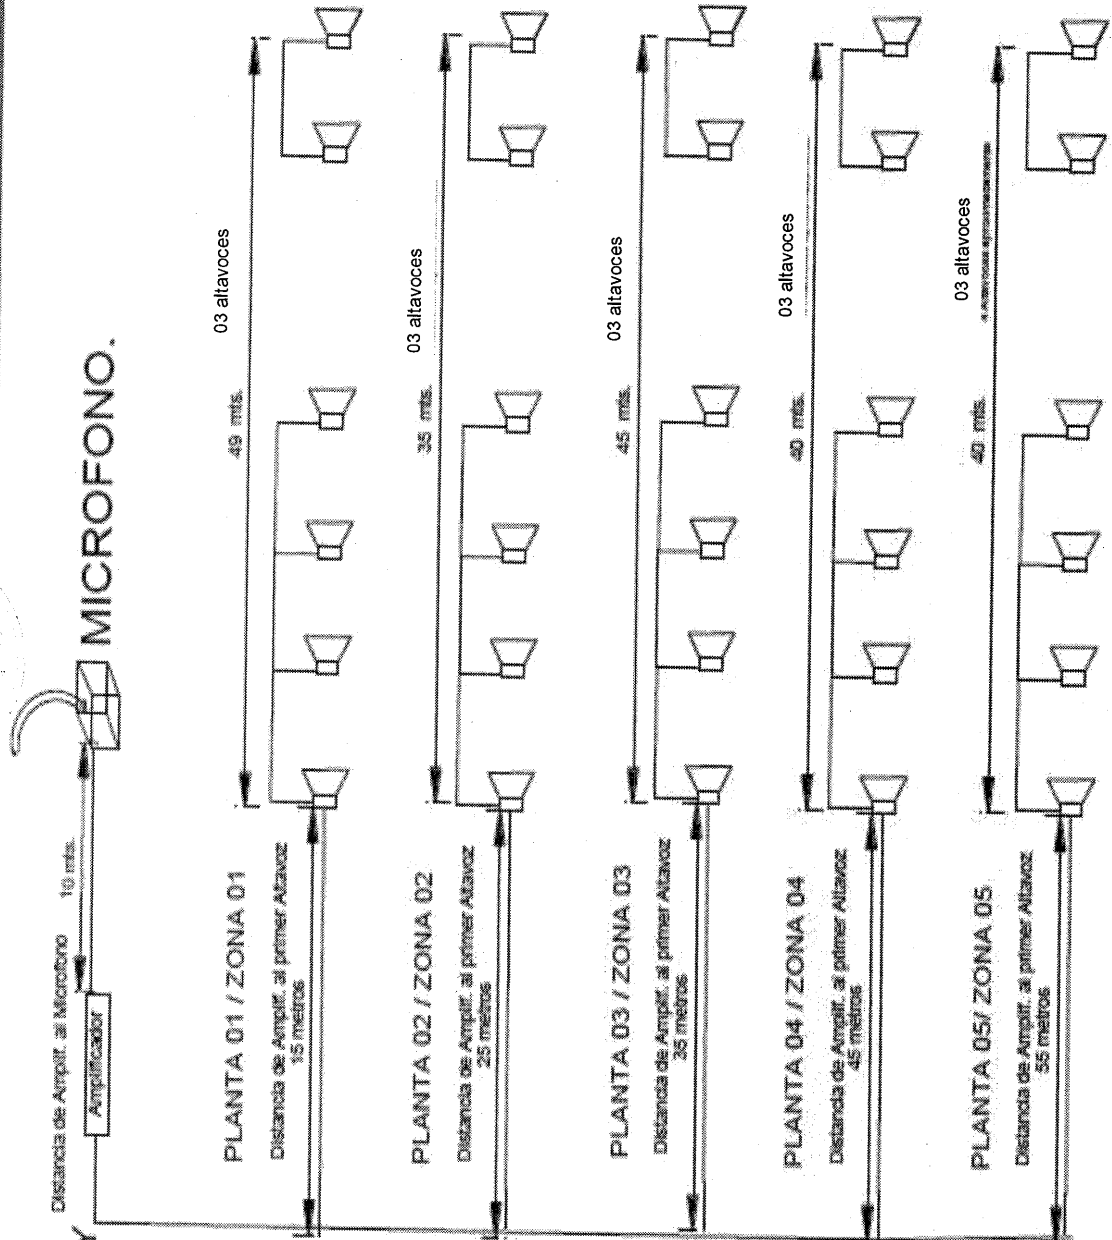 Distancia de Amplif. al Microfono
10 mts.
Amplificador
MICROFONO.
PLANTA 01 / ZONA 01
Distancia de Amplif. al primer Altavoz
15 metros
49 mts.
03 altavoces
PLANTA 02 / ZONA 02
Distancia de Amplif. al primer Altavoz
25 metros
35 mts.
03 altavoces
PLANTA 03 / ZONA 03
Distancia de Amplif. al primer Altavoz
35 metros
45 mts.
03 altavoces
PLANTA 04 / ZONA 04
Distancia de Amplif. al primer Altavoz
45 metros
40 mts.
03 altavoces
PLANTA 05/ ZONA 05
Distancia de Amplif. al primer Altavoz
55 metros
40 mts.
03 altavoces